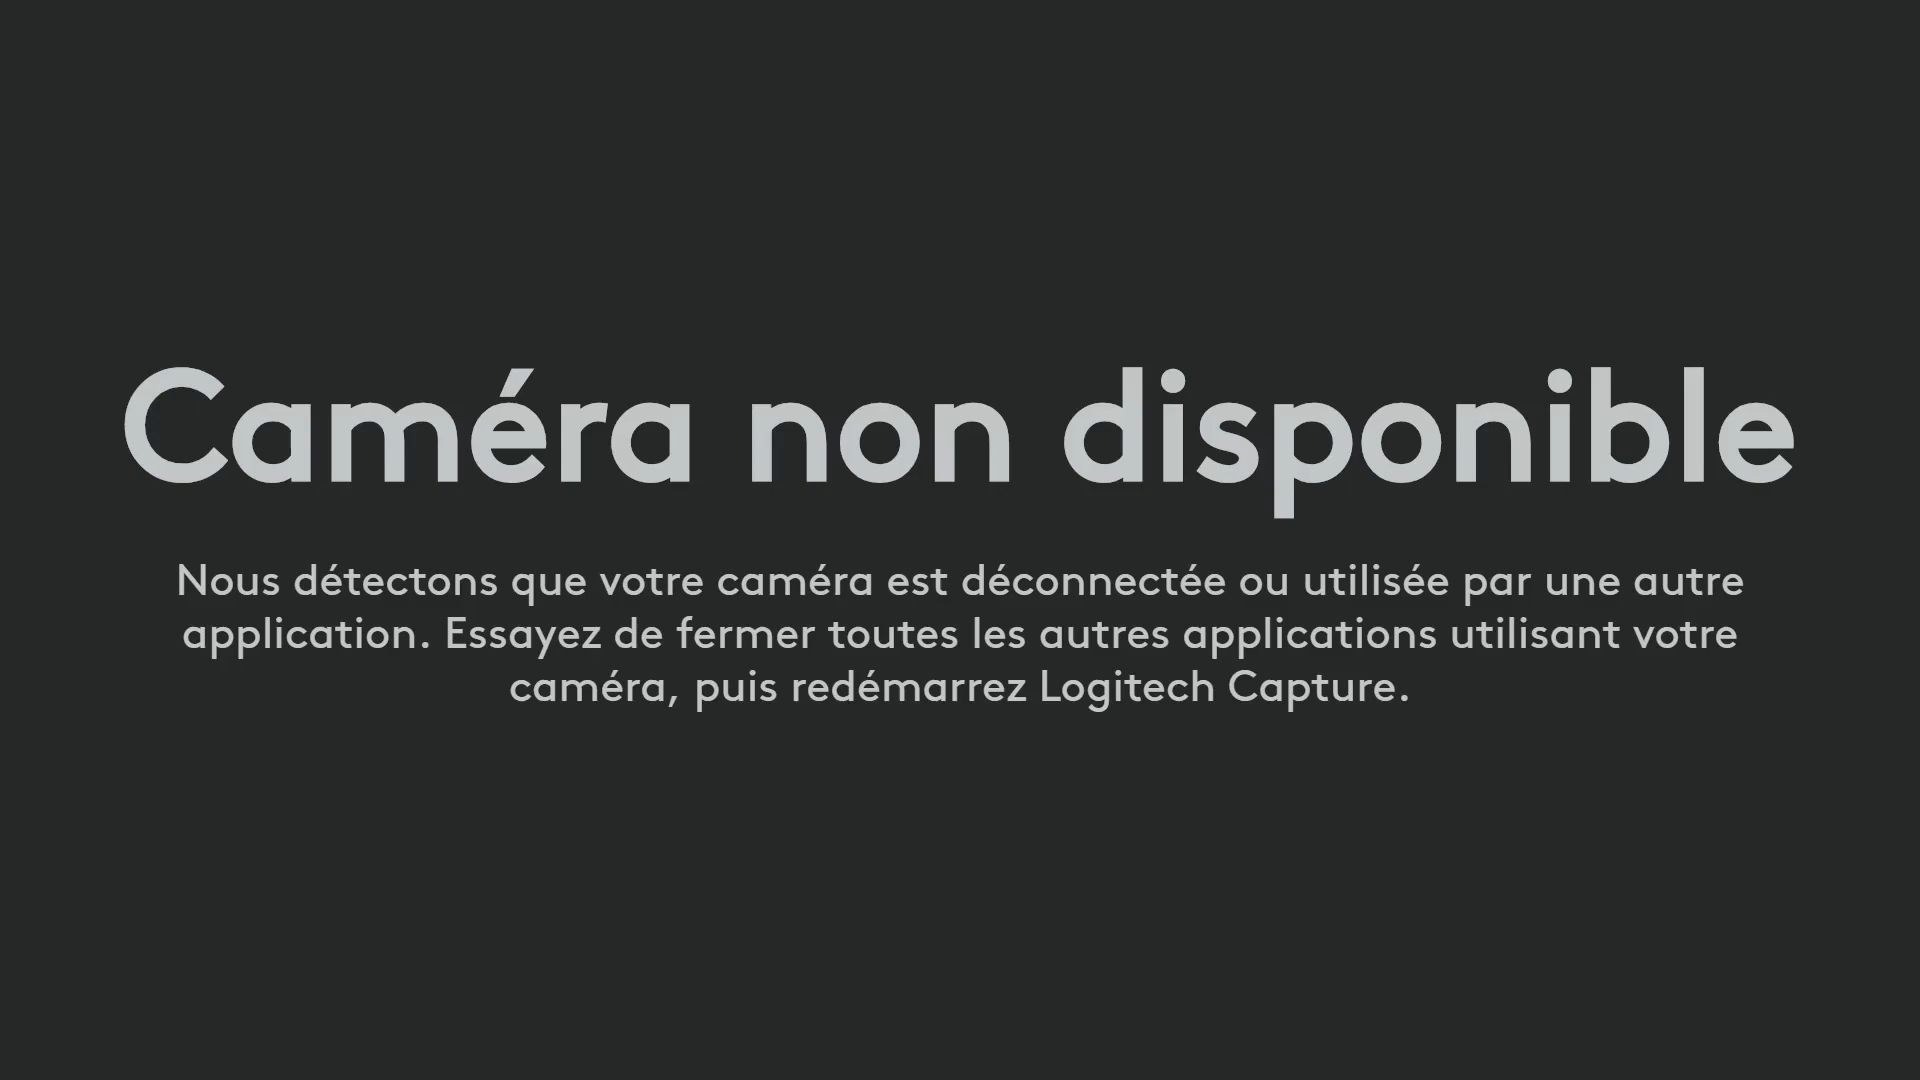 Caméra non disponible
Nous détectons que votre caméra est déconnectée ou utilisée par une autre
application. Essayez de fermer toutes les autres applications utilisant votre
caméra, puis redémarrez Logitech Capture.